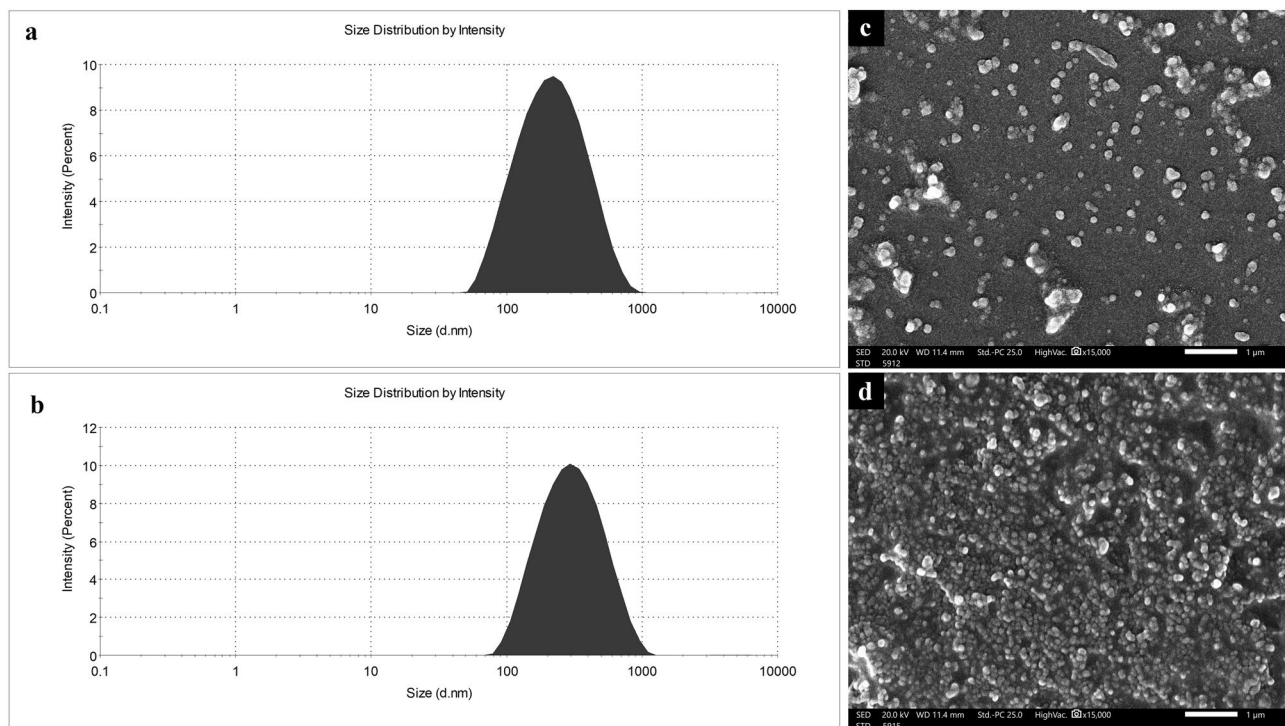 a
Size Distribution by Intensity
10
8
6
4
2
0
Intensity (Percent)
0.1 1 10 100 1000 10000
Size (d.nm)
b
Size Distribution by Intensity
12
10
8
6
4
2
0
Intensity (Percent)
0.1 1 10 100 1000 10000
Size (d.nm)
c
SED 20.0 kV WD 11.4 mm Std.-PC 25.0 HighVac. x15,000 1 µm
STD 5912
d
SED 20.0 kV WD 11.4 mm Std.-PC 25.0 HighVac. x15,000 1 µm